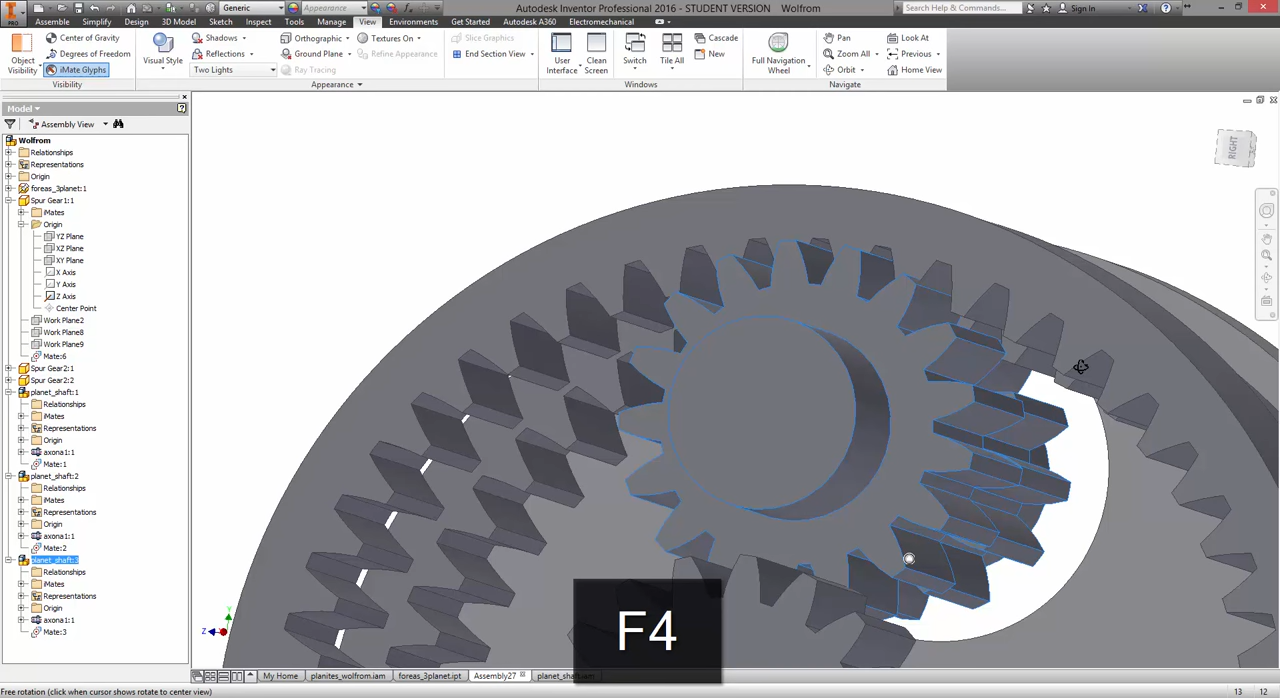 Generic
Appearance
Autodesk Inventor Professional 2016 - STUDENT VERSION Wolfrom
Search Help & Commands...
Sign In
PRO
Assemble Simplify Design 3D Model Sketch Inspect Tools Manage View Environments Get Started Autodesk A360 Electromechanical
Object Visibility
Center of Gravity
Degrees of Freedom
iMate Glyphs
Visual Style
Shadows
Reflections
Two Lights
Orthographic
Ground Plane
Ray Tracing
Textures On
Refine Appearance
Slice Graphics
End Section View
User Interface
Clean Screen
Switch
Tile All
Cascade
New
Full Navigation Wheel
Pan
Zoom All
Orbit
Look At
Previous
Home View
Visibility
Appearance
Windows
Navigate
Model
Assembly View
Wolfrom
Relationships
Representations
Origin
foreas_3planet:1
Spur Gear1:1
iMates
Origin
YZ Plane
XZ Plane
XY Plane
X Axis
Y Axis
Z Axis
Center Point
Work Plane2
Work Plane8
Work Plane9
Mate:6
Spur Gear2:1
Spur Gear2:2
planet_shaft:1
Relationships
iMates
Representations
Origin
axona1:1
Mate:1
planet_shaft:2
Relationships
iMates
Representations
Origin
axona1:1
Mate:2
planet_shaft:3
Relationships
iMates
Representations
Origin
axona1:1
Mate:3
RIGHT
F4
Y
Z
My Home planites_wolfrom.iam foreas_3planet.ipt Assembly27
Free rotation (click when cursor shows rotate to center view)
13 12